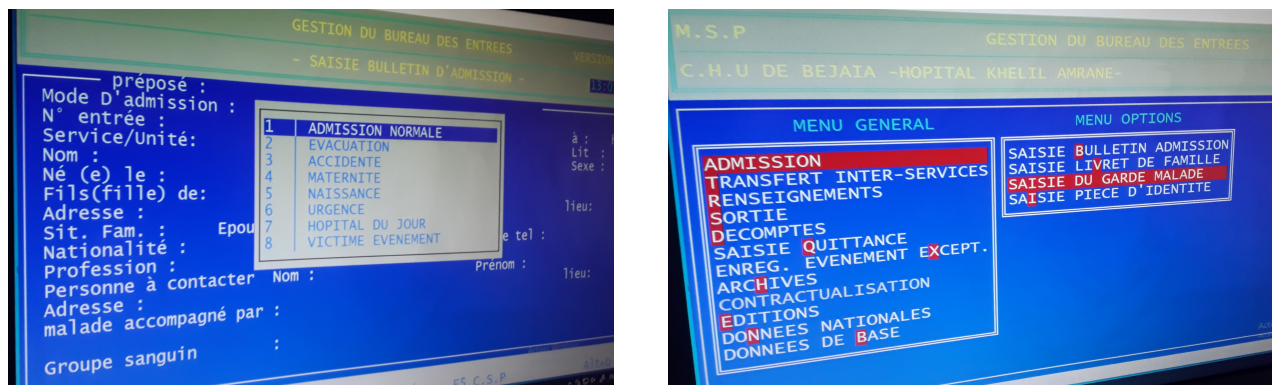 GESTION DU BUREAU DES ENTREES
- SAISIE BULLETIN D'ADMISSION -
VERSION
préposé :
Mode D'admission :
N° entrée :
Service/Unité:
Nom :
Né (e) le :
Fils(fille) de:
Adresse :
Sit. Fam. :
Epou
Nationalité :
Profession :
Personne à contacter Nom :
Prénom :
Adresse :
malade accompagné par :
Groupe sanguin :
1 ADMISSION NORMALE
2 EVACUATION
3 ACCIDENTE
4 MATERNITE
5 NAISSANCE
6 URGENCE
7 HOPITAL DU JOUR
8 VICTIME EVENEMENT
à :
Lit :
Sexe :
lieu:
e tel :
lieu:
F5 C.S.P
M.S.P
GESTION DU BUREAU DES ENTREES
C.H.U DE BEJAIA -HOPITAL KHELIL AMRANE-
MENU GENERAL
ADMISSION
TRANSFERT INTER-SERVICES
RENSEIGNEMENTS
SORTIE
DECOMPTES
SAISIE QUITTANCE
ENREG. EVENEMENT EXCEPT.
ARCHIVES
CONTRACTUALISATION
EDITIONS
DONNEES NATIONALES
DONNEES DE BASE
MENU OPTIONS
SAISIE BULLETIN ADMISSION
SAISIE LIVRET DE FAMILLE
SAISIE DU GARDE MALADE
SAISIE PIECE D'IDENTITE